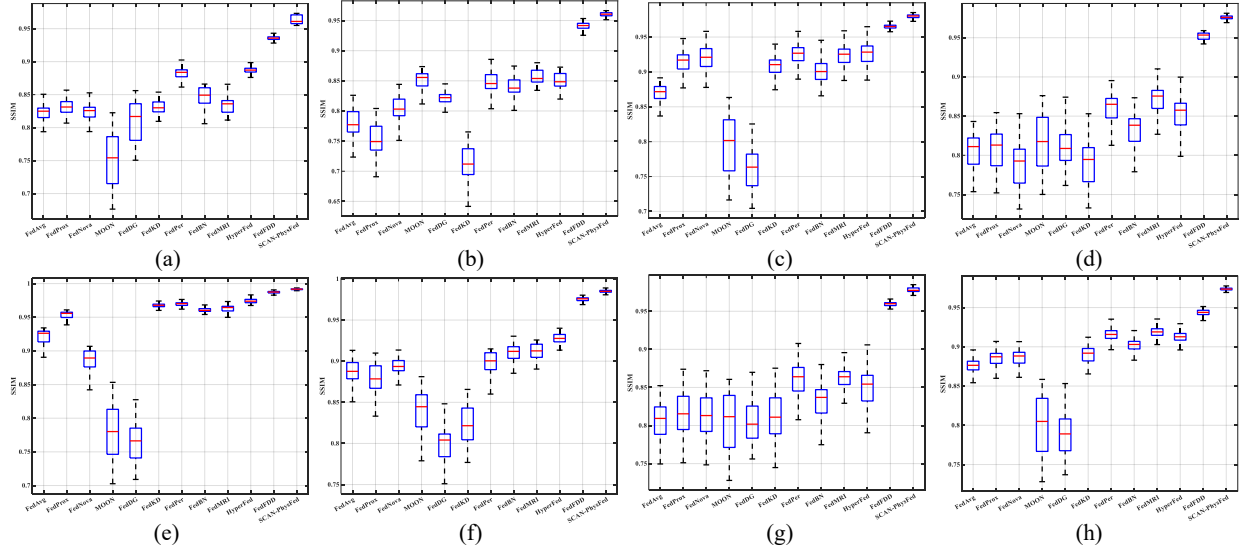 SSIM
0.95
0.9
0.85
0.8
0.75
0.7
FedAvg
FedProx
FedNova
MOON
FedDG
FedKD
FedPer
FedBN
FedMRI
HyperFed
FedFDD
SCAN-PhysFed
(a)
SSIM
0.95
0.9
0.85
0.8
0.75
0.7
0.65
FedAvg
FedProx
FedNova
MOON
FedDG
FedKD
FedPer
FedBN
FedMRI
HyperFed
FedFDD
SCAN-PhysFed
(b)
SSIM
0.95
0.9
0.85
0.8
0.75
0.7
FedAvg
FedProx
FedNova
MOON
FedDG
FedKD
FedPer
FedBN
FedMRI
HyperFed
FedFDD
SCAN-PhysFed
(c)
SSIM
0.95
0.9
0.85
0.8
0.75
FedAvg
FedProx
FedNova
MOON
FedDG
FedKD
FedPer
FedBN
FedMRI
HyperFed
FedFDD
SCAN-PhysFed
(d)
SSIM
1
0.95
0.9
0.85
0.8
0.75
0.7
FedAvg
FedProx
FedNova
MOON
FedDG
FedKD
FedPer
FedBN
FedMRI
HyperFed
FedFDD
SCAN-PhysFed
(e)
SSIM
1
0.95
0.9
0.85
0.8
0.75
FedAvg
FedProx
FedNova
MOON
FedDG
FedKD
FedPer
FedBN
FedMRI
HyperFed
FedFDD
SCAN-PhysFed
(f)
SSIM
0.95
0.9
0.85
0.8
0.75
FedAvg
FedProx
FedNova
MOON
FedDG
FedKD
FedPer
FedBN
FedMRI
HyperFed
FedFDD
SCAN-PhysFed
(g)
SSIM
0.95
0.9
0.85
0.8
0.75
FedAvg
FedProx
FedNova
MOON
FedDG
FedKD
FedPer
FedBN
FedMRI
HyperFed
FedFDD
SCAN-PhysFed
(h)